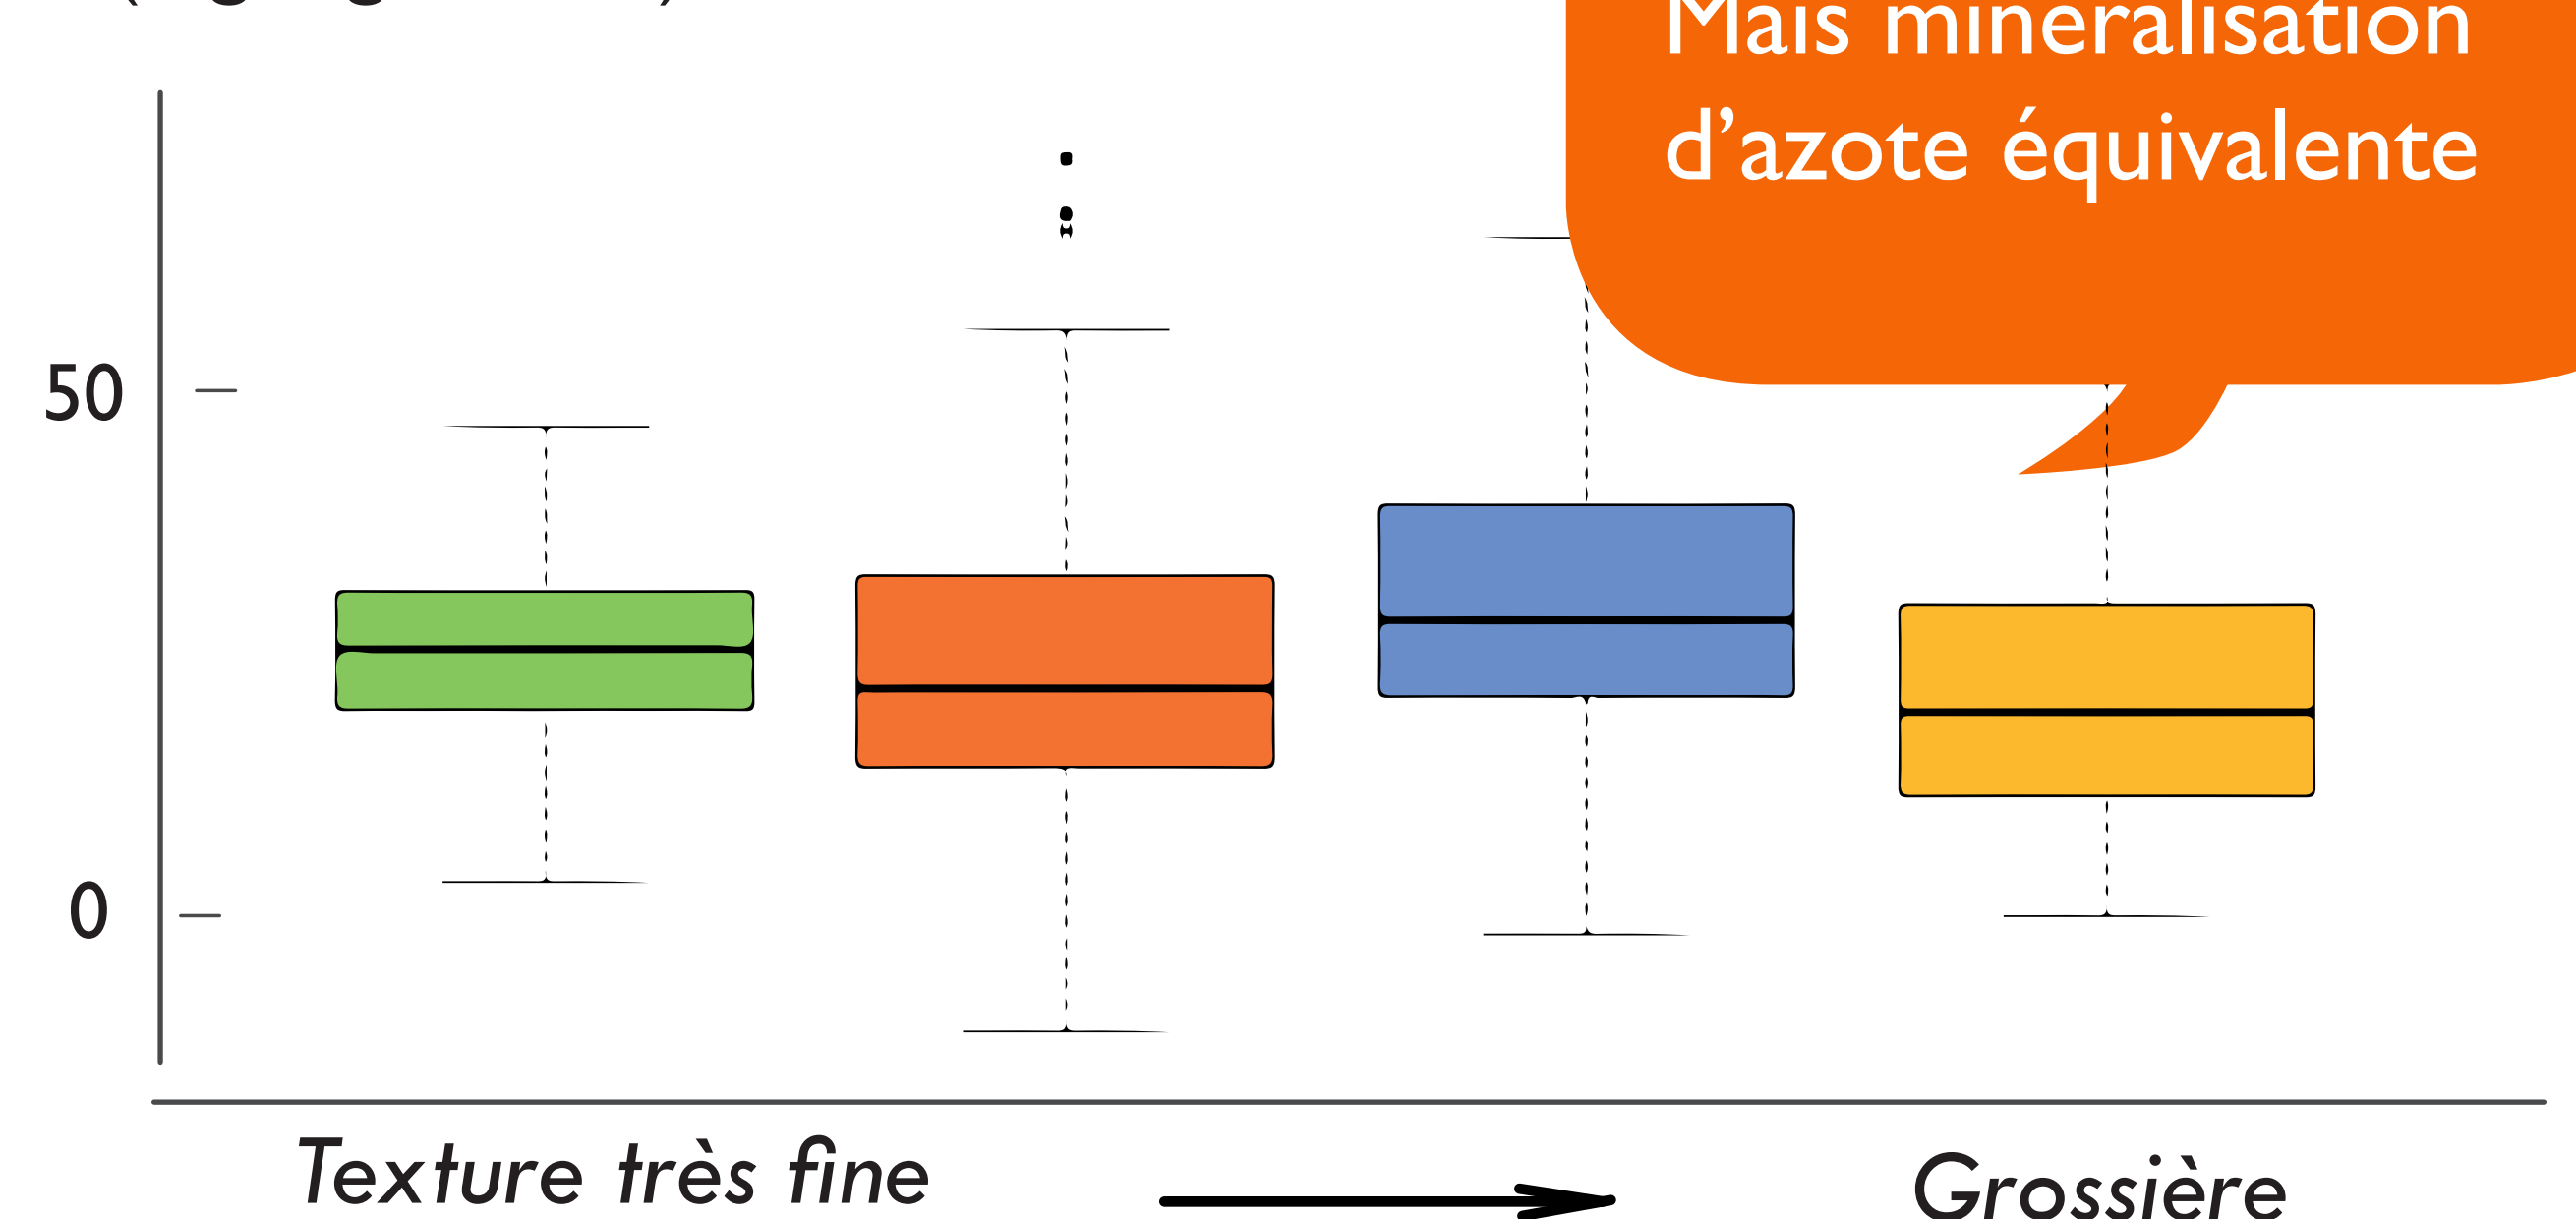 Mais minéralisation
d’azote équivalente
50
0
Texture très fine
Grossière